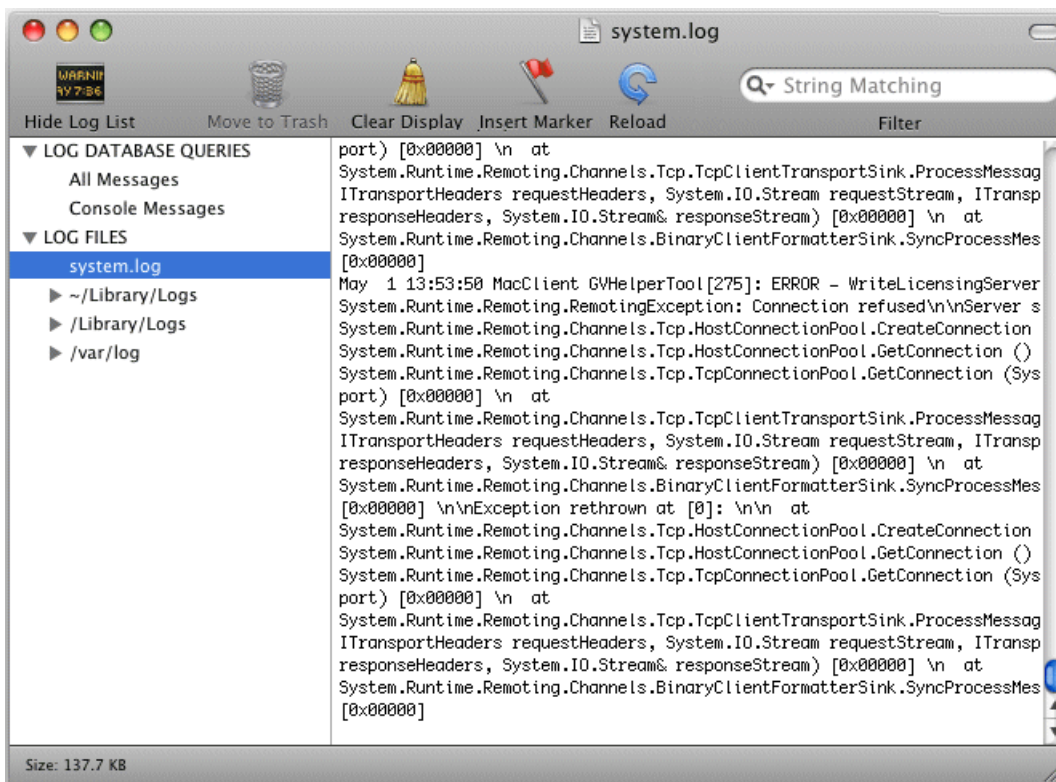 system.log
WARNIN
AY 7:36
Hide Log List
Move to Trash
Clear Display
Insert Marker
Reload
String Matching
Filter
LOG DATABASE QUERIES
All Messages
Console Messages
LOG FILES
system.log
~/Library/Logs
/Library/Logs
/var/log
port) [0x00000] \n  at
System.Runtime.Remoting.Channels.Tcp.TcpClientTransportSink.ProcessMessag
ITransportHeaders requestHeaders, System.IO.Stream requestStream, ITransp
responseHeaders, System.IO.Stream& responseStream) [0x00000] \n  at
System.Runtime.Remoting.Channels.BinaryClientFormatterSink.SyncProcessMes
[0x00000]
May  1 13:53:50 MacClient GVHelperTool[275]: ERROR - WriteLicensingServer
System.Runtime.Remoting.RemotingException: Connection refused\n\nServer s
System.Runtime.Remoting.Channels.Tcp.HostConnectionPool.CreateConnection
System.Runtime.Remoting.Channels.Tcp.HostConnectionPool.GetConnection ()
System.Runtime.Remoting.Channels.Tcp.TcpConnectionPool.GetConnection (Sys
port) [0x00000] \n  at
System.Runtime.Remoting.Channels.Tcp.TcpClientTransportSink.ProcessMessag
ITransportHeaders requestHeaders, System.IO.Stream requestStream, ITransp
responseHeaders, System.IO.Stream& responseStream) [0x00000] \n  at
System.Runtime.Remoting.Channels.BinaryClientFormatterSink.SyncProcessMes
[0x00000] \n\nException rethrown at [0]: \n\n  at
System.Runtime.Remoting.Channels.Tcp.HostConnectionPool.CreateConnection
System.Runtime.Remoting.Channels.Tcp.HostConnectionPool.GetConnection ()
System.Runtime.Remoting.Channels.Tcp.TcpConnectionPool.GetConnection (Sys
port) [0x00000] \n  at
System.Runtime.Remoting.Channels.Tcp.TcpClientTransportSink.ProcessMessag
ITransportHeaders requestHeaders, System.IO.Stream requestStream, ITransp
responseHeaders, System.IO.Stream& responseStream) [0x00000] \n  at
System.Runtime.Remoting.Channels.BinaryClientFormatterSink.SyncProcessMes
[0x00000]
Size: 137.7 KB